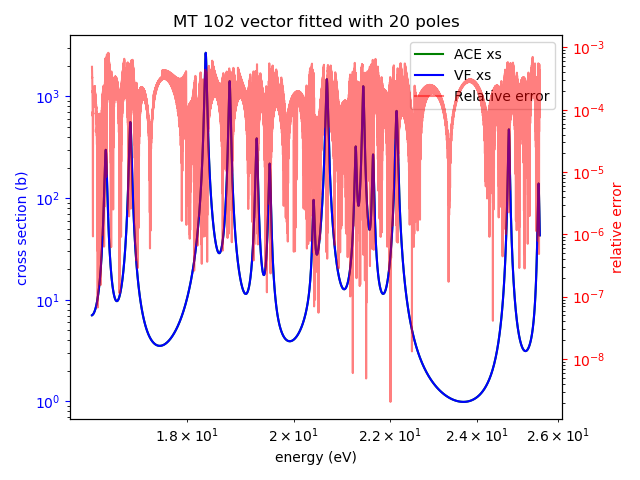 MT 102 vector fitted with 20 poles
ACE xs
VF xs
Relative error
cross section (b)
10³
10²
10¹
10⁰
relative error
10⁻³
10⁻⁴
10⁻⁵
10⁻⁶
10⁻⁷
10⁻⁸
1.8 × 10¹ 2 × 10¹ 2.2 × 10¹ 2.4 × 10¹ 2.6 × 10¹
energy (eV)